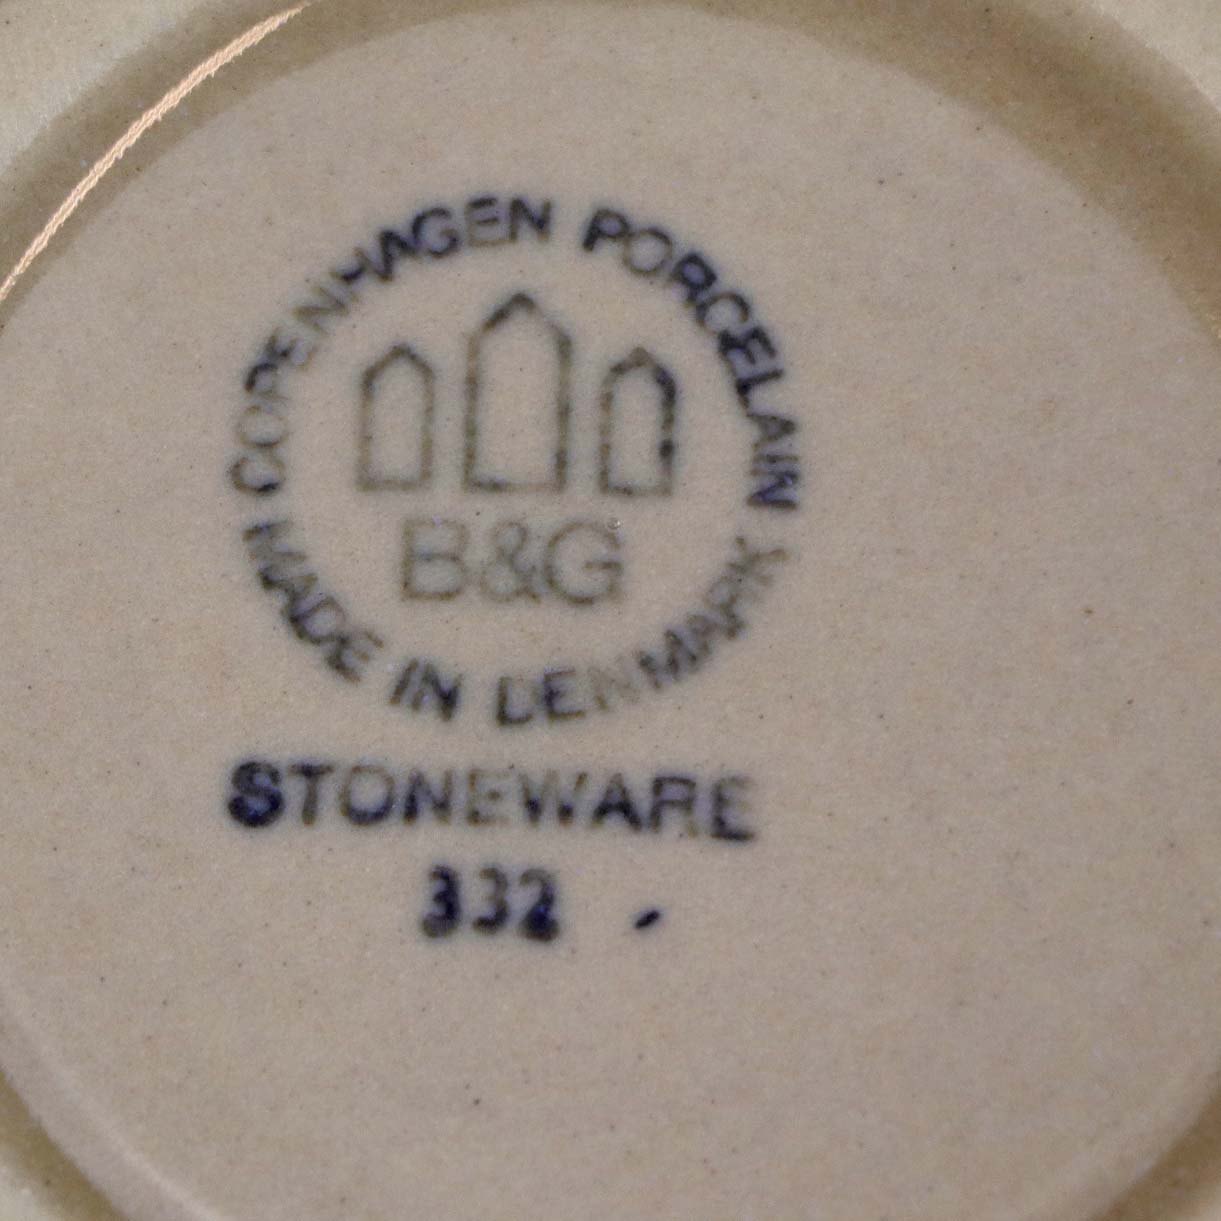 COPENHAGEN PORCELAIN
B&G
MADE IN DENMARK
STONEWARE
332